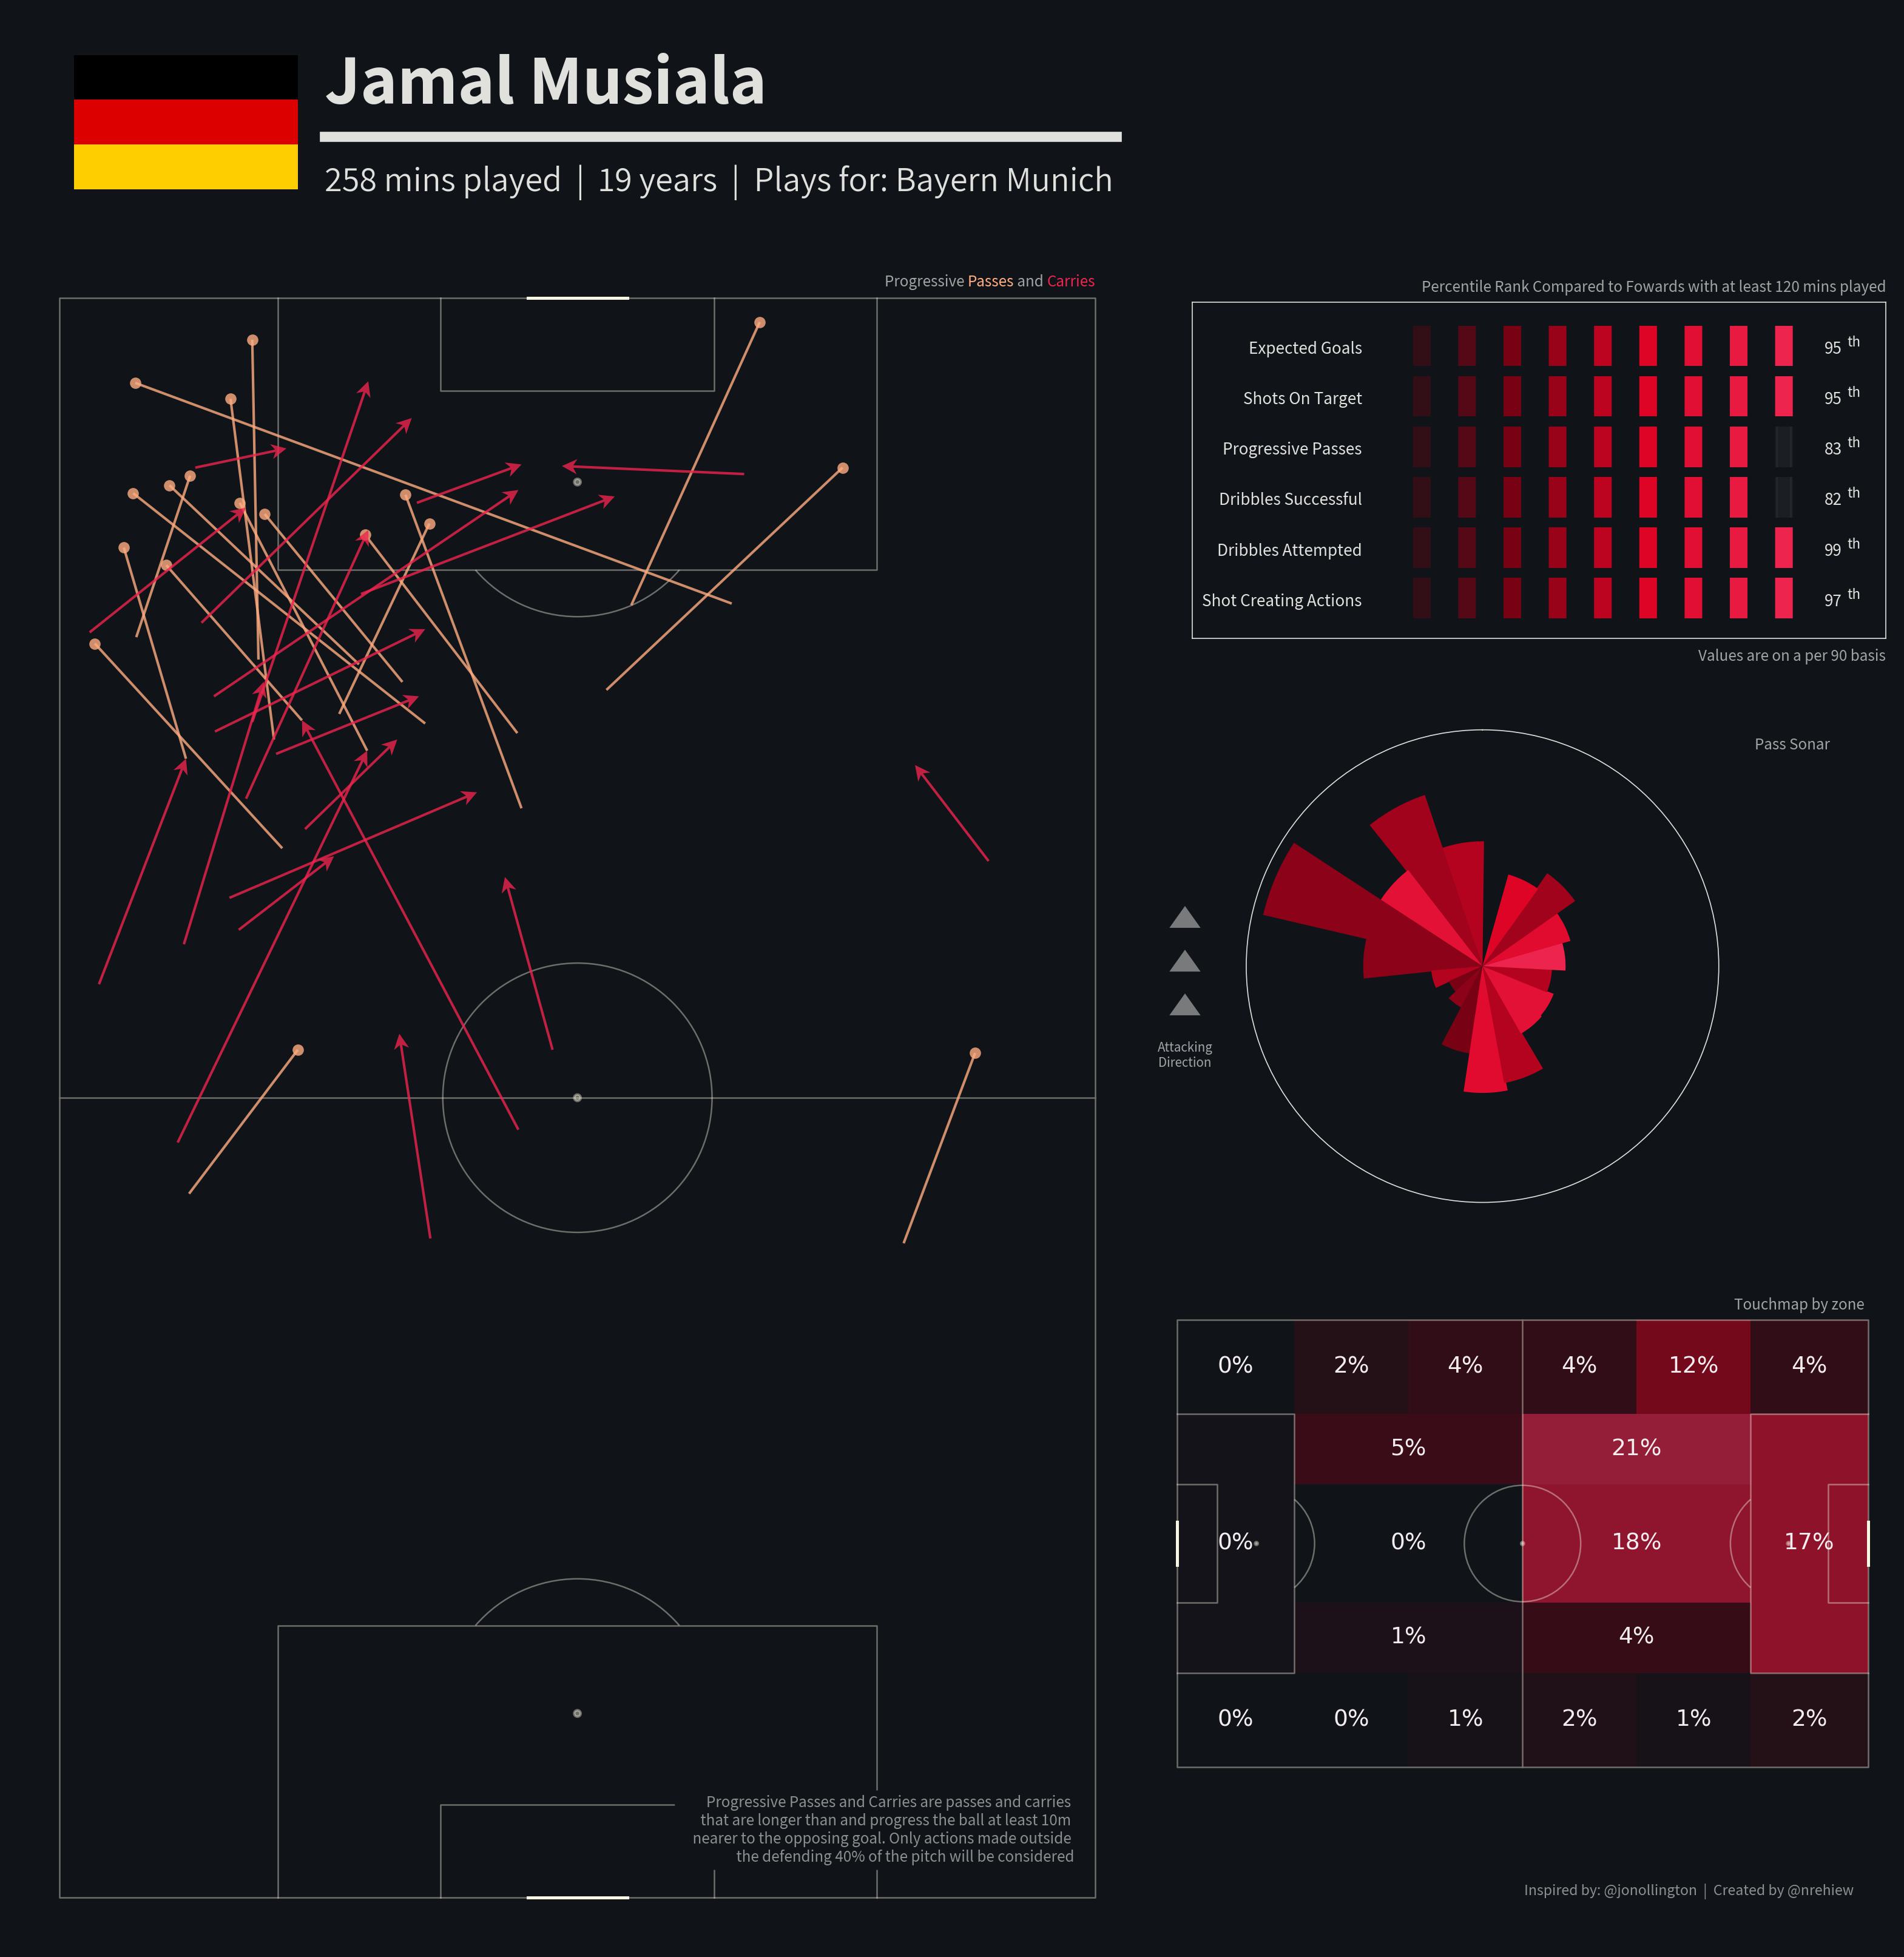 Jamal Musiala
258 mins played | 19 years | Plays for: Bayern Munich
Progressive Passes and Carries
Progressive Passes and Carries are passes and carries
that are longer than and progress the ball at least 10m
nearer to the opposing goal. Only actions made outside
the defending 40% of the pitch will be considered
Percentile Rank Compared to Fowards with at least 120 mins played
Expected Goals 95 th
Shots On Target 95 th
Progressive Passes 83 th
Dribbles Successful 82 th
Dribbles Attempted 99 th
Shot Creating Actions 97 th
Values are on a per 90 basis
Pass Sonar
Attacking
Direction
Touchmap by zone
0% 2% 4% 4% 12% 4%
5% 21%
0% 0% 18% 17%
1% 4%
0% 0% 1% 2% 1% 2%
Inspired by: @jonollington | Created by @nrehiew